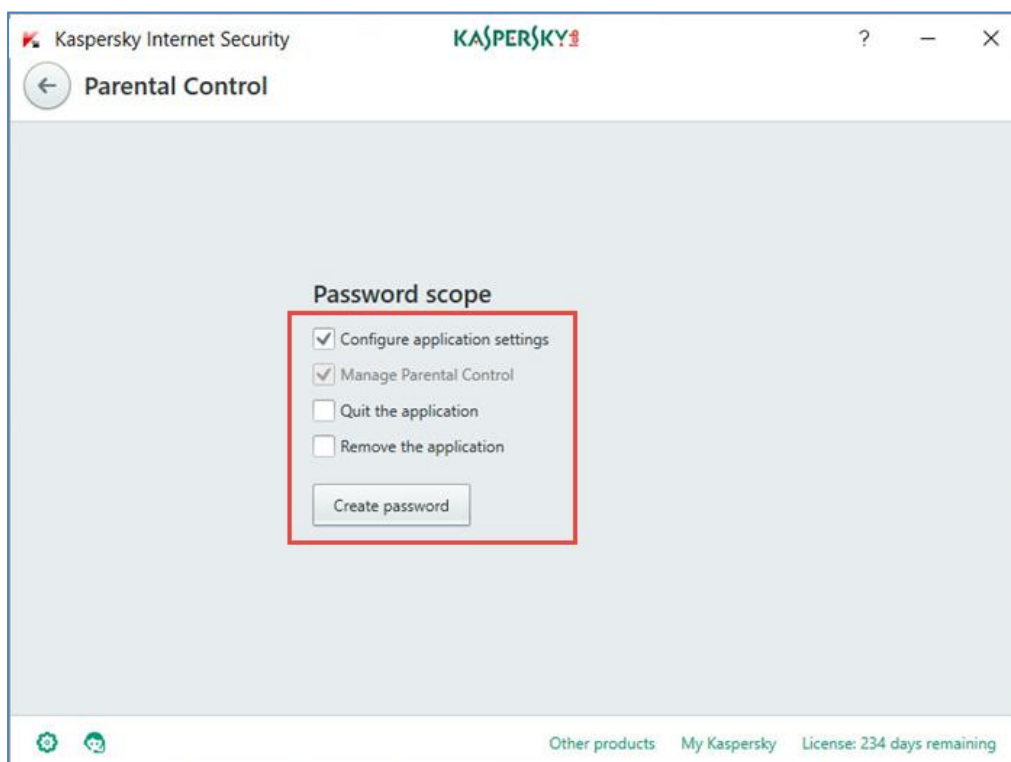 Kaspersky Internet Security
KASPERSKY lab
?
Parental Control
Password scope
Configure application settings
Manage Parental Control
Quit the application
Remove the application
Create password
Other products My Kaspersky License: 234 days remaining